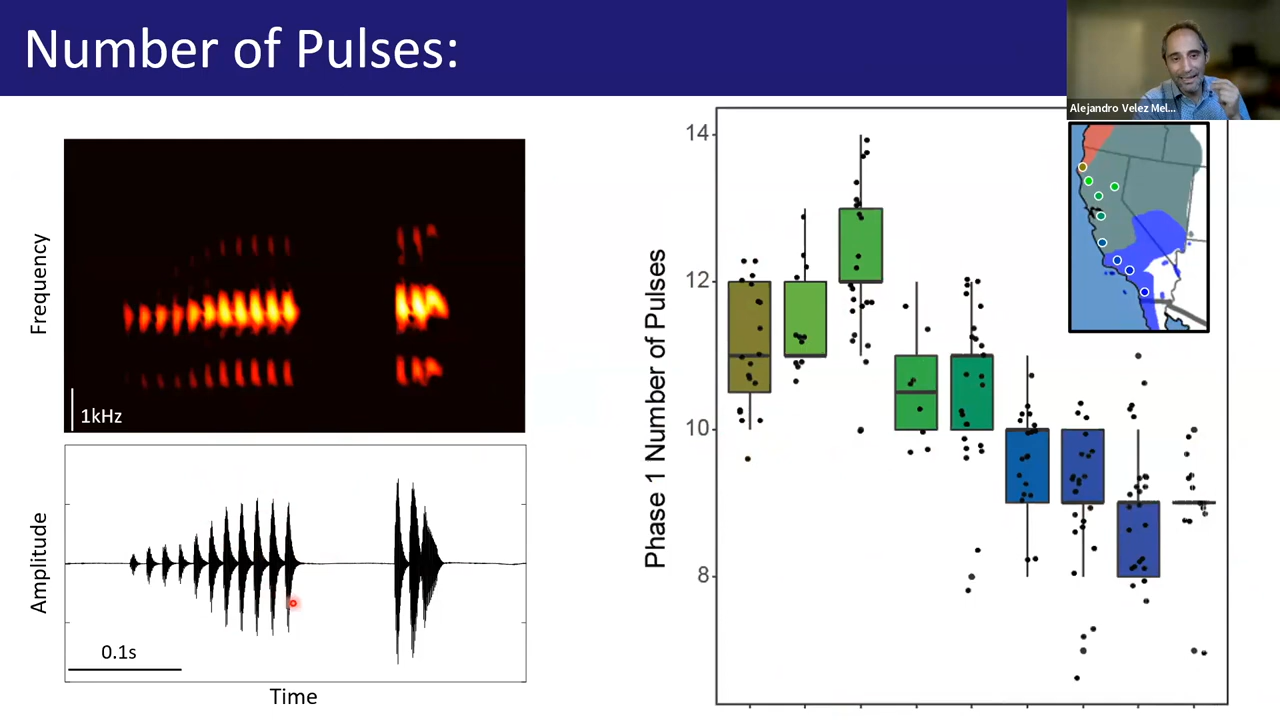 Number of Pulses:
Alejandro Velez Mel...
Frequency
1kHz
Amplitude
0.1s
Time
Phase 1 Number of Pulses
14
12
10
8